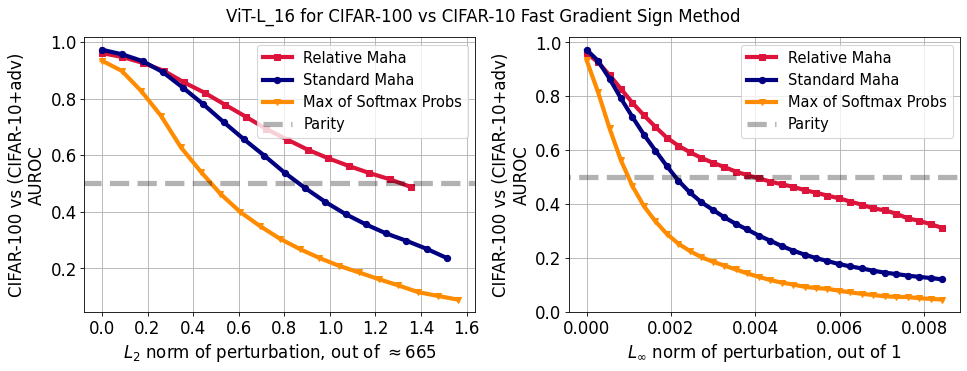 ViT-L_16 for CIFAR-100 vs CIFAR-10 Fast Gradient Sign Method
CIFAR-100 vs (CIFAR-10+adv)
AUROC
1.0
0.8
0.6
0.4
0.2
Relative Maha
Standard Maha
Max of Softmax Probs
Parity
0.0 0.2 0.4 0.6 0.8 1.0 1.2 1.4 1.6
L₂ norm of perturbation, out of ≈665
CIFAR-100 vs (CIFAR-10+adv)
AUROC
1.0
0.8
0.6
0.4
0.2
0.0
Relative Maha
Standard Maha
Max of Softmax Probs
Parity
0.000 0.002 0.004 0.006 0.008
L∞ norm of perturbation, out of 1